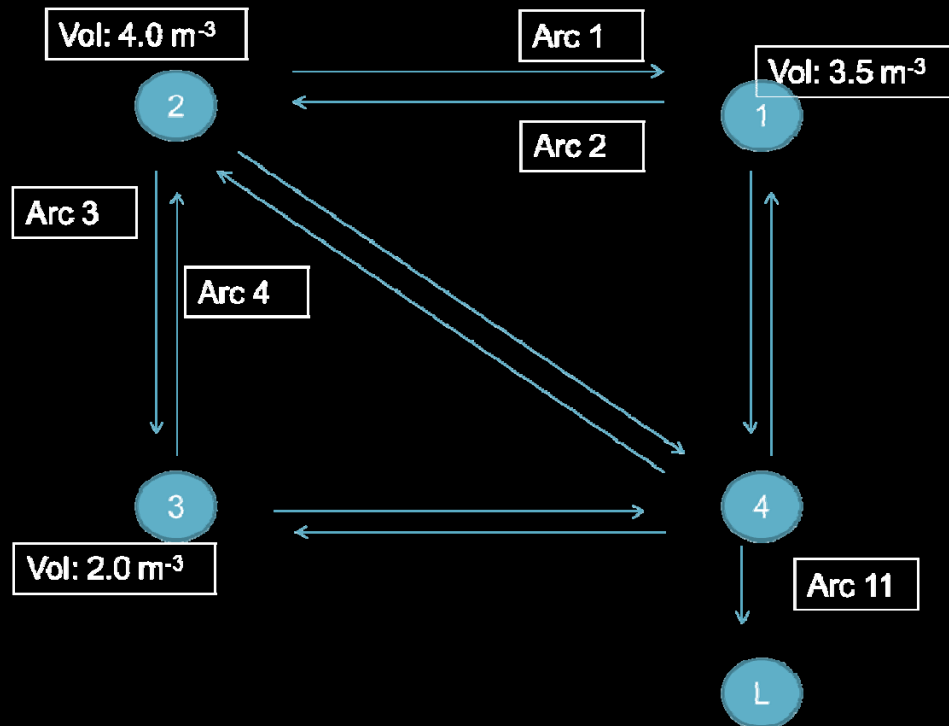 Vol: 4.0 m⁻³
Arc 1
Vol: 3.5 m⁻³
2
1
Arc 2
Arc 3
Arc 4
3
4
Vol: 2.0 m⁻³
Arc 11
L